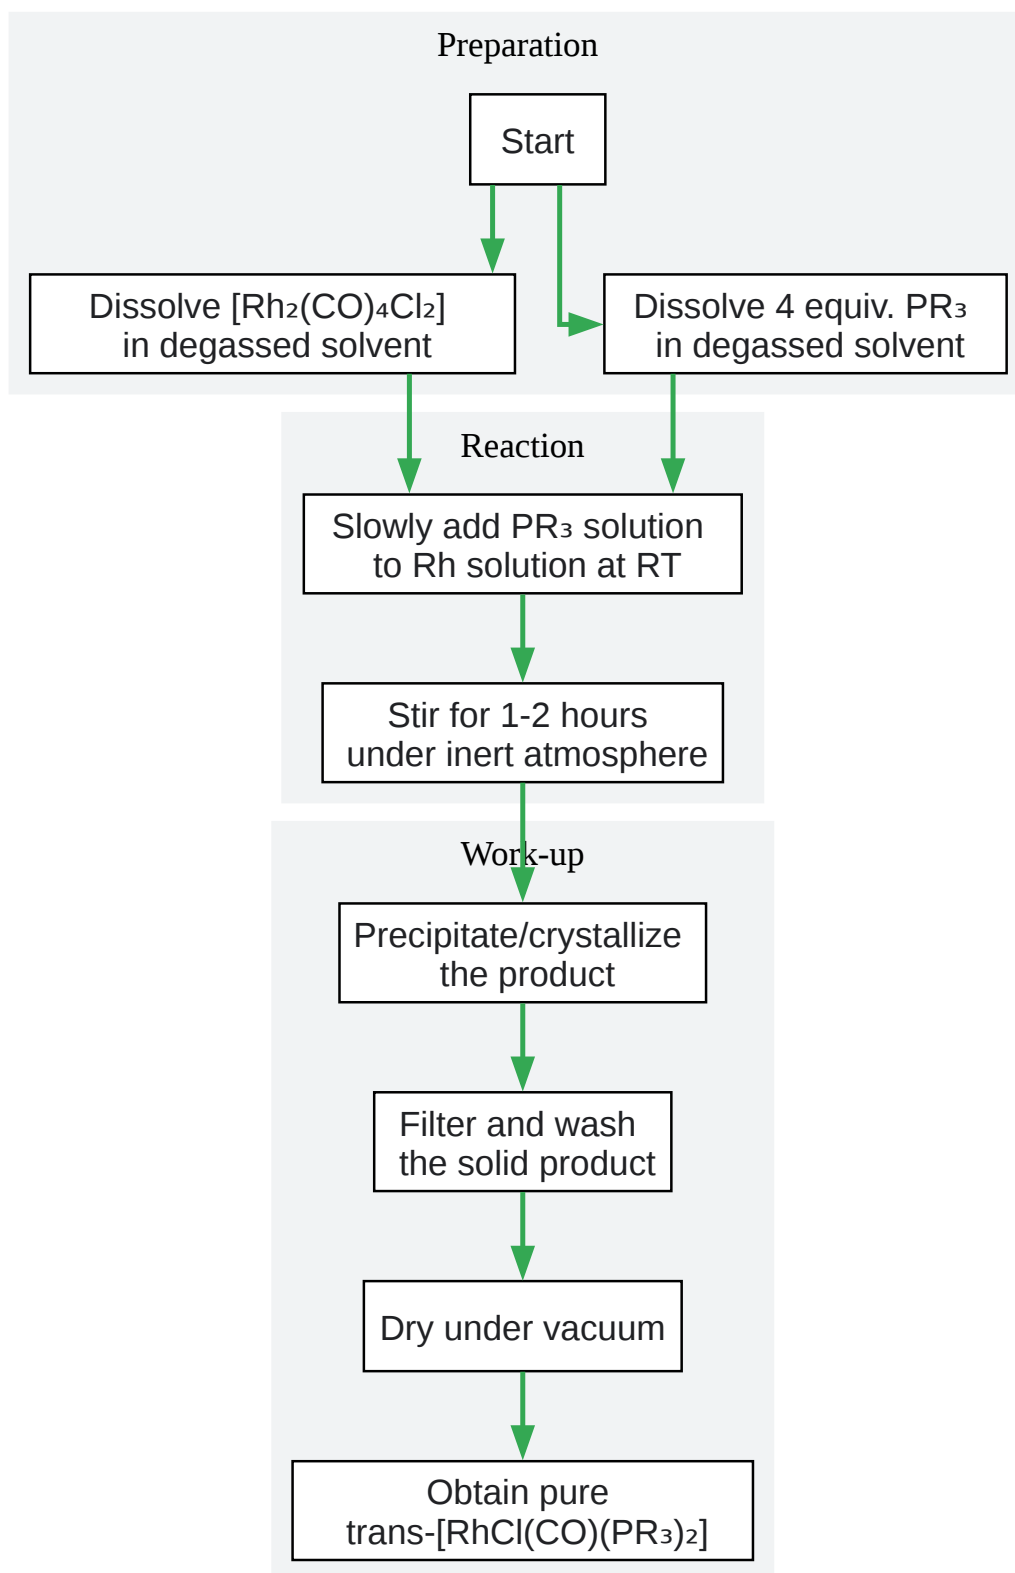 Preparation
Start
Dissolve [Rh₂(CO)₄Cl₂]
in degassed solvent
Dissolve 4 equiv. PR₃
in degassed solvent
Reaction
Slowly add PR₃ solution
to Rh solution at RT
Stir for 1-2 hours
under inert atmosphere
Work-up
Precipitate/crystallize
the product
Filter and wash
the solid product
Dry under vacuum
Obtain pure
trans-[RhCl(CO)(PR₃)₂]